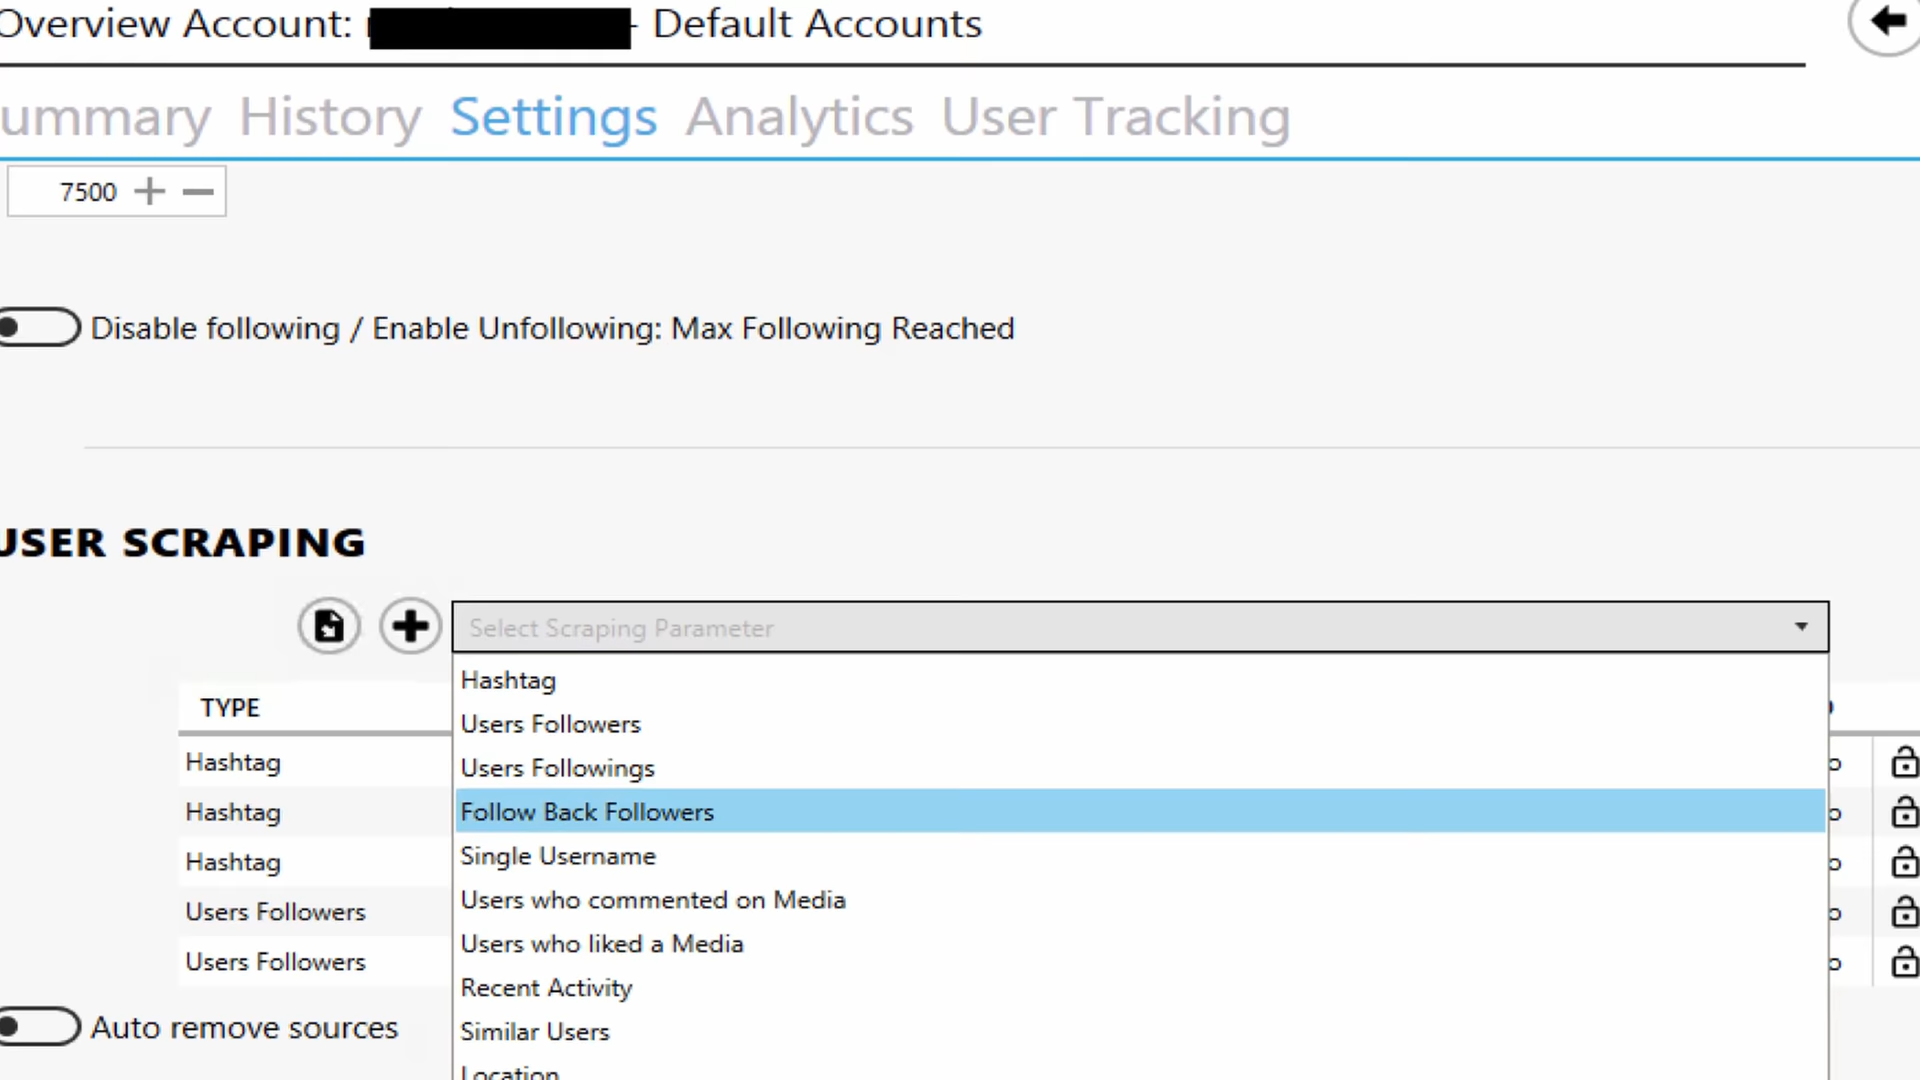 Overview Account: - Default Accounts
ummary History Settings Analytics User Tracking
7500
Disable following / Enable Unfollowing: Max Following Reached
USER SCRAPING
Select Scraping Parameter
Hashtag
Users Followers
Users Followings
Follow Back Followers
Single Username
Users who commented on Media
Users who liked a Media
Recent Activity
Similar Users
Location
TYPE
Hashtag
o
Hashtag
o
Hashtag
o
Users Followers
o
Users Followers
o
Auto remove sources